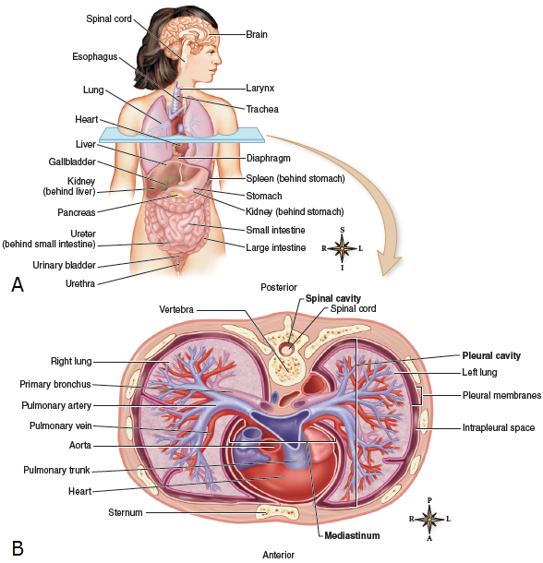 Spinal cord
Brain
Esophagus
Larynx
Lung
Trachea
Heart
Liver
Diaphragm
Gallbladder
Spleen (behind stomach)
Kidney
(behind liver)
Stomach
Pancreas
Kidney (behind stomach)
Ureter
(behind small intestine)
Small intestine
Large intestine
Urinary bladder
Urethra
S
R L
I
A
Posterior
Spinal cavity
Vertebra
Spinal cord
Right lung
Pleural cavity
Left lung
Primary bronchus
Pleural membranes
Pulmonary artery
Pulmonary vein
Intrapleural space
Aorta
Pulmonary trunk
Heart
Sternum
P
R L
A
Mediastinum
B
Anterior